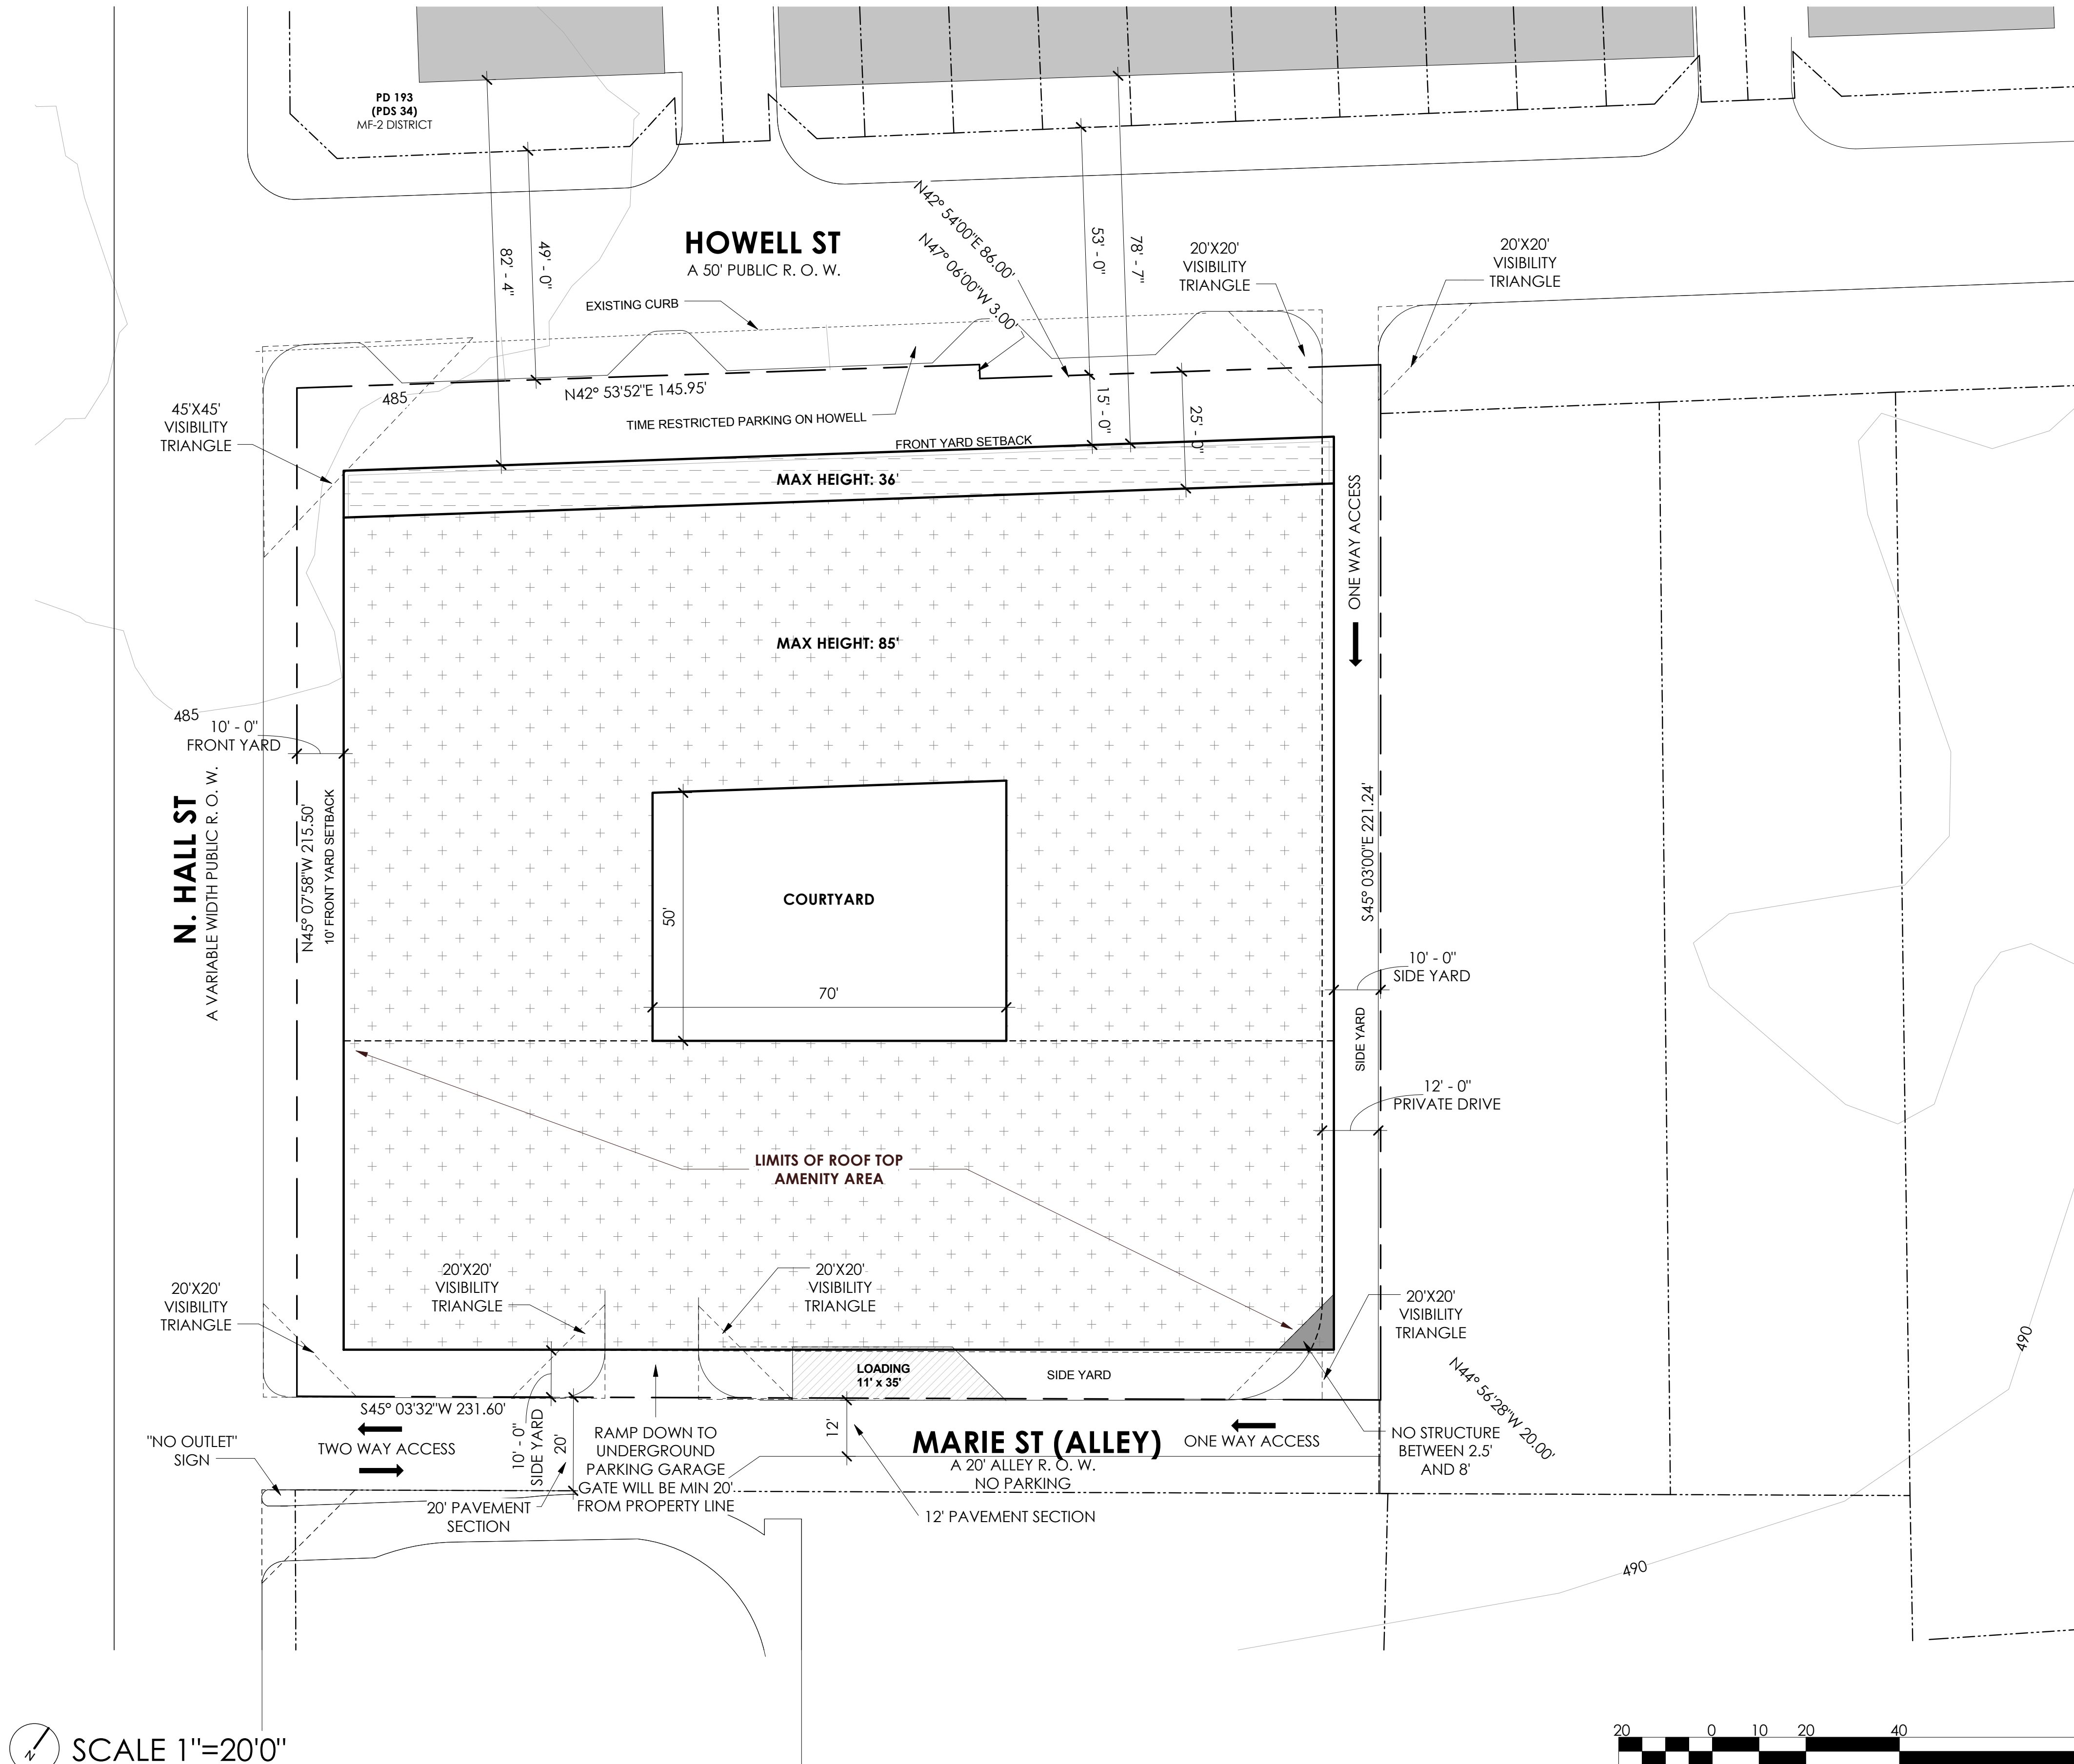 PD 193
(PDS 34)
MF-2 DISTRICT
HOWELL ST
A 50' PUBLIC R. O. W.
82' - 4"
49' - 0"
N42° 54'00"E 86.00'
N47° 06'00"W 3.00'
53' - 0"
78' - 7"
20'X20'
VISIBILITY
TRIANGLE
20'X20'
VISIBILITY
TRIANGLE
EXISTING CURB
485
N42° 53'52"E 145.95'
TIME RESTRICTED PARKING ON HOWELL
15' - 0"
25' - 0"
45'X45'
VISIBILITY
TRIANGLE
FRONT YARD SETBACK
MAX HEIGHT: 36'
ONE WAY ACCESS
MAX HEIGHT: 85'
485
10' - 0"
FRONT YARD
N. HALL ST
A VARIABLE WIDTH PUBLIC R. O. W.
N45° 07'58"W 215.50'
10' FRONT YARD SETBACK
S45° 03'00"E 221.24'
COURTYARD
50'
70'
10' - 0"
SIDE YARD
SIDE YARD
12' - 0"
PRIVATE DRIVE
LIMITS OF ROOF TOP
AMENITY AREA
20'X20'
VISIBILITY
TRIANGLE
20'X20'
VISIBILITY
TRIANGLE
20'X20'
VISIBILITY
TRIANGLE
20'X20'
VISIBILITY
TRIANGLE
LOADING
11' x 35'
SIDE YARD
N44° 56'28"W 20.00'
490
S45° 03'32"W 231.60'
TWO WAY ACCESS
"NO OUTLET"
SIGN
10' - 0"
SIDE YARD
20'
RAMP DOWN TO
UNDERGROUND
PARKING GARAGE
GATE WILL BE MIN 20'
FROM PROPERTY LINE
12'
MARIE ST (ALLEY)
A 20' ALLEY R. O. W.
NO PARKING
ONE WAY ACCESS
NO STRUCTURE
BETWEEN 2.5'
AND 8'
20' PAVEMENT
SECTION
12' PAVEMENT SECTION
490
N
SCALE 1"=20'0"
20 0 10 20 40